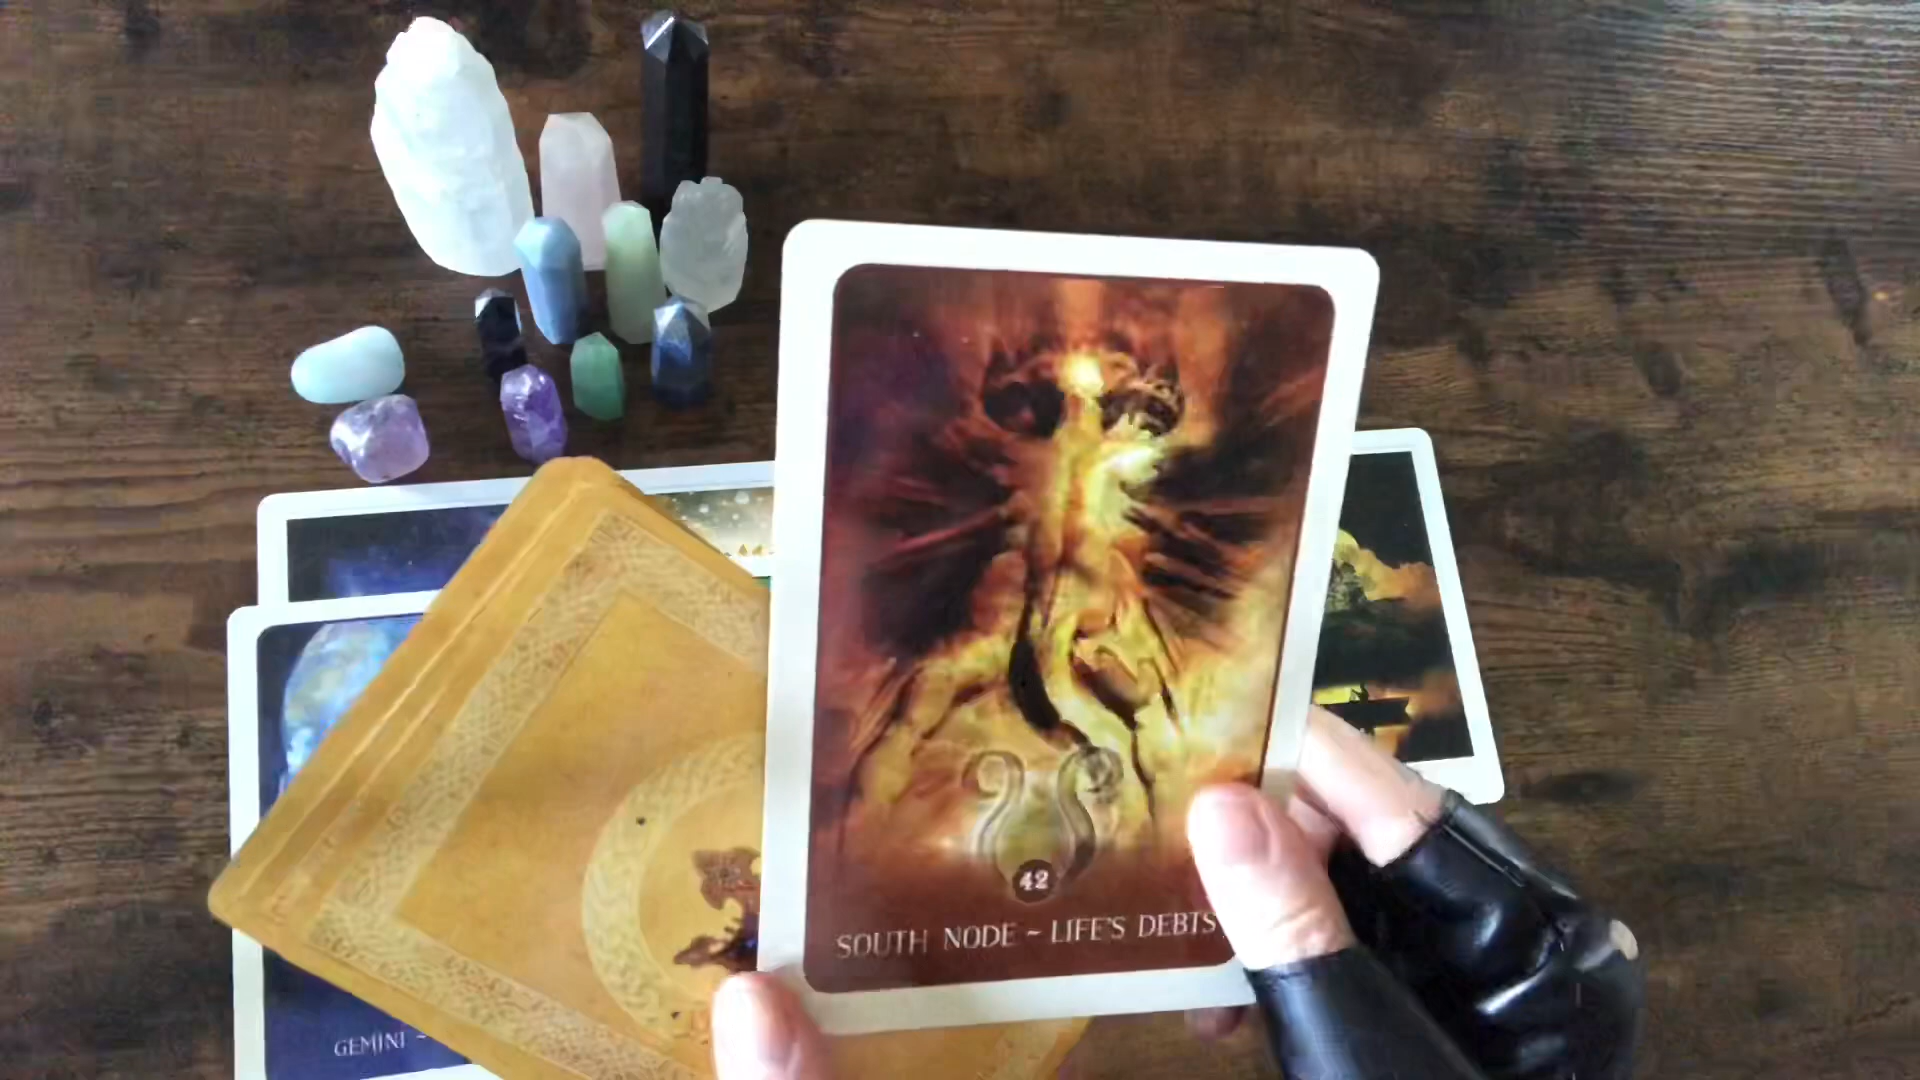 42
SOUTH NODE ~ LIFE'S DEBTS
GEMINI ~